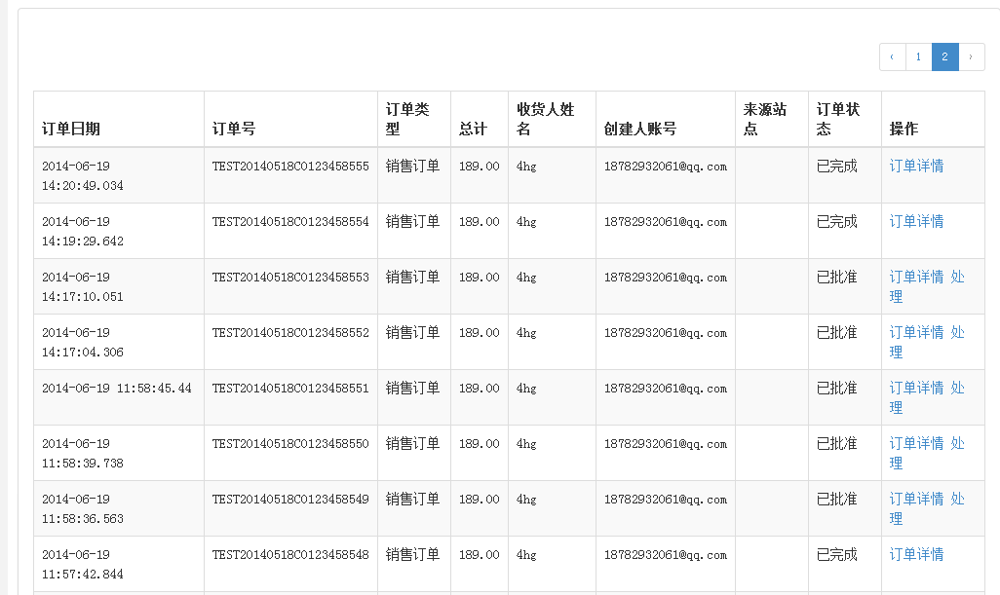 ‹ 1 2 ›
订单日期 订单号 订单类型 总计 收货人姓名 创建人账号 来源站点 订单状态 操作
2014-06-19 14:20:49.034 TEST20140518C0123458555 销售订单 189.00 4hg 18782932061@qq.com 已完成 订单详情
2014-06-19 14:19:29.642 TEST20140518C0123458554 销售订单 189.00 4hg 18782932061@qq.com 已完成 订单详情
2014-06-19 14:17:10.051 TEST20140518C0123458553 销售订单 189.00 4hg 18782932061@qq.com 已批准 订单详情 处理
2014-06-19 14:17:04.306 TEST20140518C0123458552 销售订单 189.00 4hg 18782932061@qq.com 已批准 订单详情 处理
2014-06-19 11:58:45.44 TEST20140518C0123458551 销售订单 189.00 4hg 18782932061@qq.com 已批准 订单详情 处理
2014-06-19 11:58:39.738 TEST20140518C0123458550 销售订单 189.00 4hg 18782932061@qq.com 已批准 订单详情 处理
2014-06-19 11:58:36.563 TEST20140518C0123458549 销售订单 189.00 4hg 18782932061@qq.com 已批准 订单详情 处理
2014-06-19 11:57:42.844 TEST20140518C0123458548 销售订单 189.00 4hg 18782932061@qq.com 已完成 订单详情